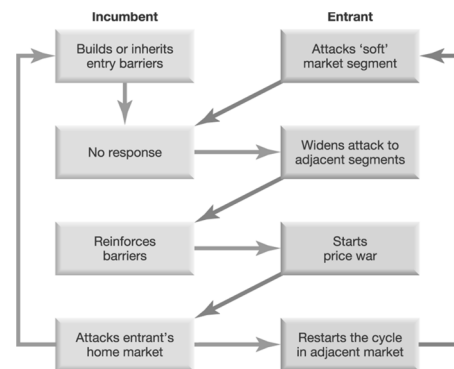 Incumbent
Entrant
Builds or inherits
entry barriers
Attacks ‘soft’
market segment
No response
Widens attack to
adjacent segments
Reinforces
barriers
Starts
price war
Attacks entrant’s
home market
Restarts the cycle
in adjacent market